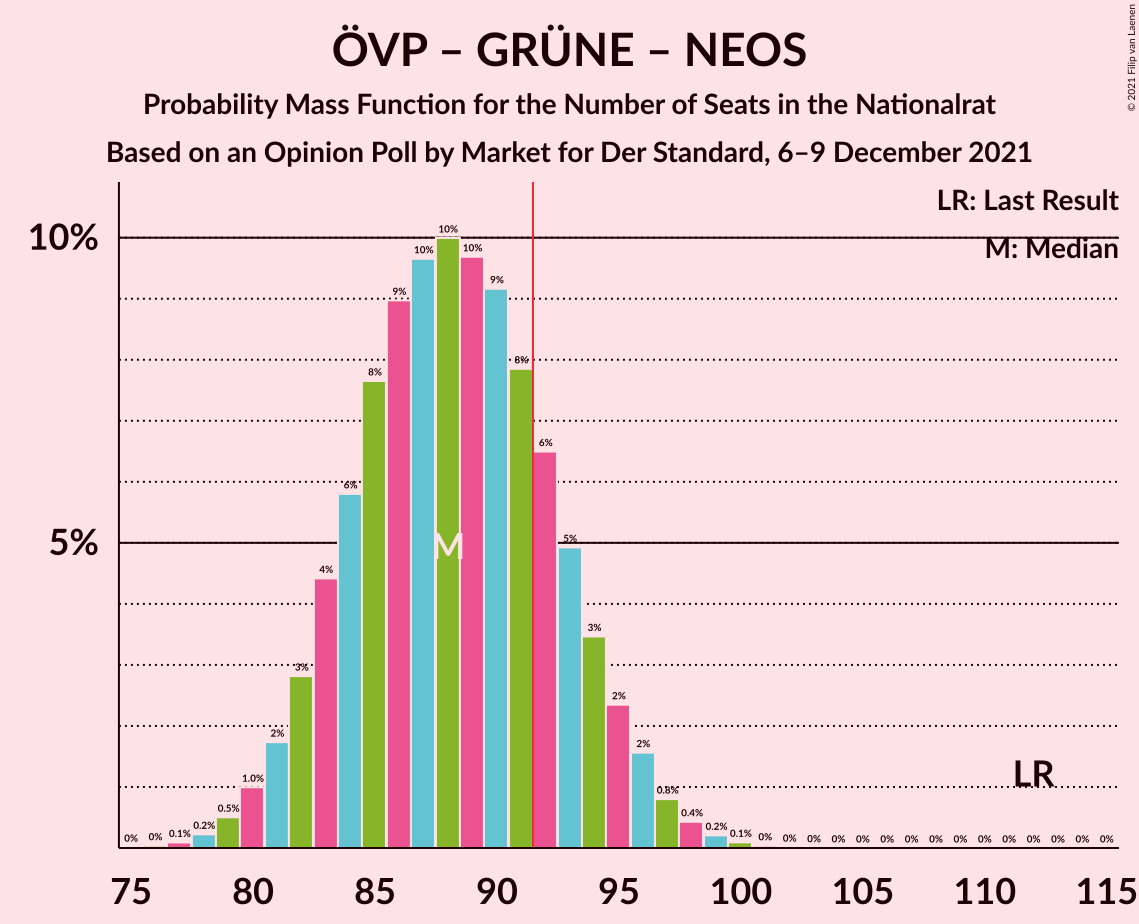 ÖVP – GRÜNE – NEOS
Probability Mass Function for the Number of Seats in the Nationalrat
Based on an Opinion Poll by Market for Der Standard, 6–9 December 2021
© 2021 Filip van Laenen
LR: Last Result
M: Median
10%
5%
0% 0% 0.1% 0.2% 0.5% 1.0% 2% 3% 4% 6% 8% 9% 10% 10% 10% 9% 8% 6% 5% 3% 2% 2% 0.8% 0.4% 0.2% 0.1% 0% 0% 0% 0% 0% 0% 0% 0% 0% 0% 0% 0% 0% 0% 0%
M
LR
75 80 85 90 95 100 105 110 115